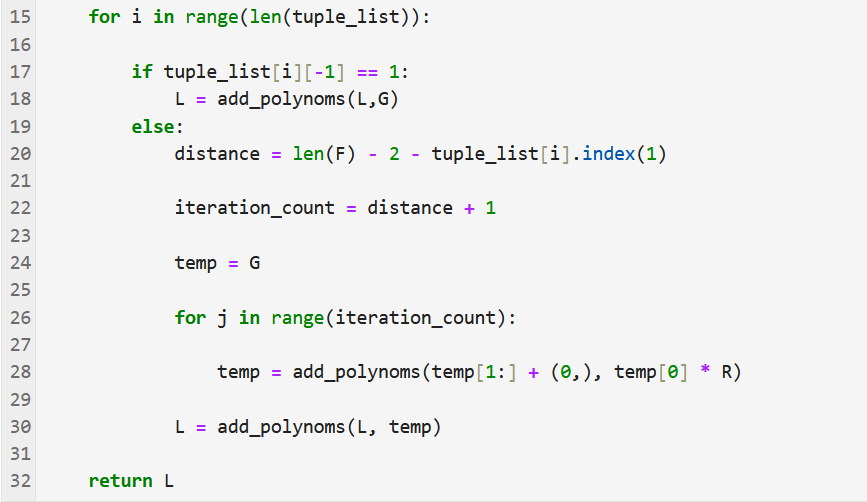 15 for i in range(len(tuple_list)):
16
17 if tuple_list[i][-1] == 1:
18 L = add_polynoms(L,G)
19 else:
20 distance = len(F) - 2 - tuple_list[i].index(1)
21
22 iteration_count = distance + 1
23
24 temp = G
25
26 for j in range(iteration_count):
27
28 temp = add_polynoms(temp[1:] + (0,), temp[0] * R)
29
30 L = add_polynoms(L, temp)
31
32 return L